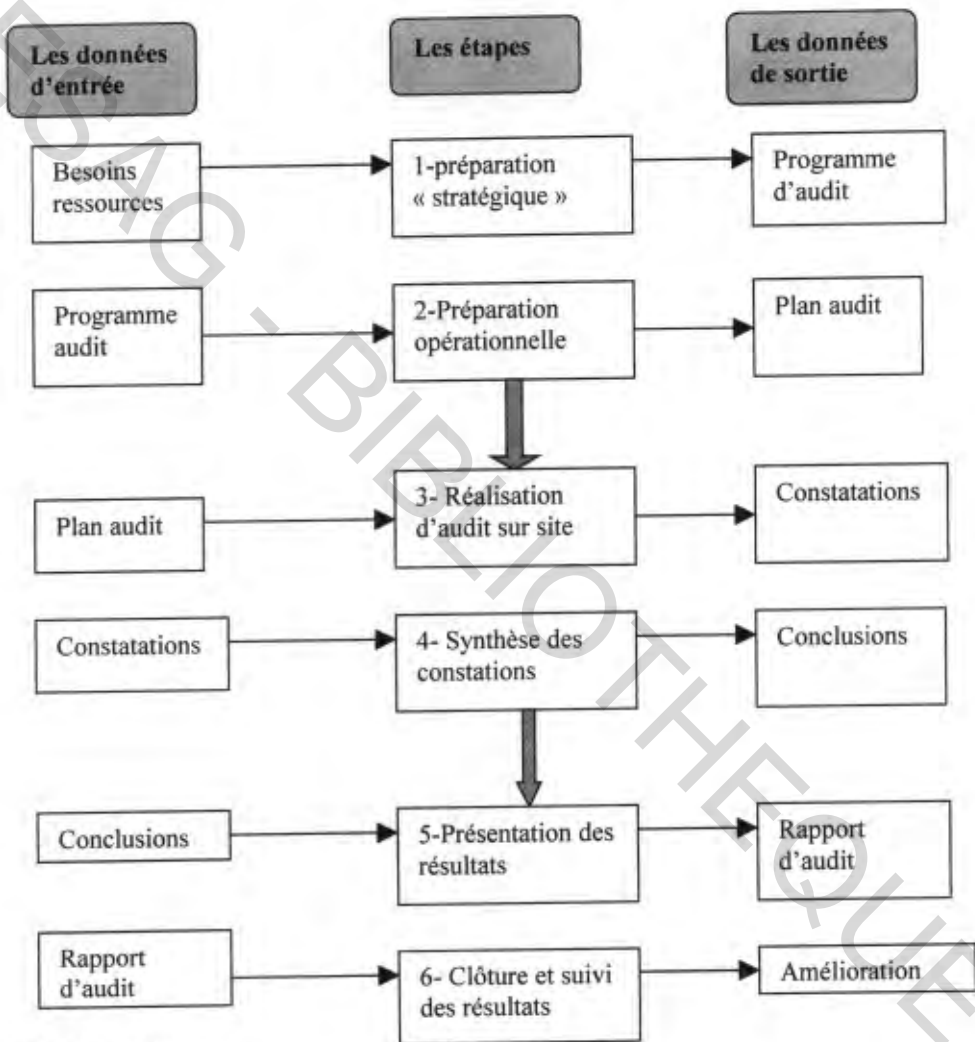 Les données
d'entrée
Les étapes
Les données
de sortie
Besoins
ressources
1-préparation
« stratégique »
Programme
d'audit
Programme
audit
2-Préparation
opérationnelle
Plan audit
Plan audit
3- Réalisation
d'audit sur site
Constatations
Constatations
4- Synthèse des
constations
Conclusions
Conclusions
5-Présentation des
résultats
Rapport
d'audit
Rapport
d'audit
6- Clôture et suivi
des résultats
Amélioration
ESAG - BIBLIOTHEQUE